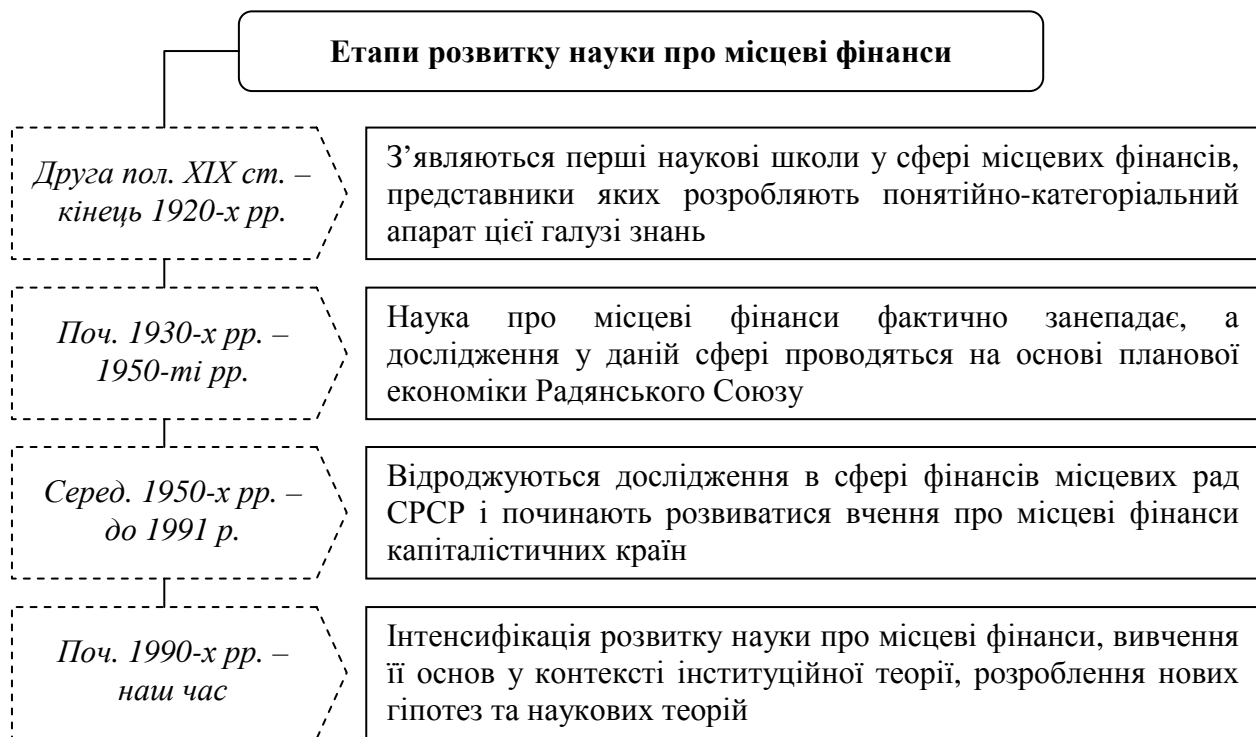 Етапи розвитку науки про місцеві фінанси
Друга пол. XIX ст. –
кінець 1920-х рр.
З’являються перші наукові школи у сфері місцевих фінансів,
представники яких розробляють понятійно-категоріальний
апарат цієї галузі знань
Поч. 1930-х рр. –
1950-ті рр.
Наука про місцеві фінанси фактично занепадає, а
дослідження у даній сфері проводяться на основі планової
економіки Радянського Союзу
Серед. 1950-х рр. –
до 1991 р.
Відроджуються дослідження в сфері фінансів місцевих рад
СРСР і починають розвиватися вчення про місцеві фінанси
капіталістичних країн
Поч. 1990-х рр. –
наш час
Інтенсифікація розвитку науки про місцеві фінанси, вивчення
її основ у контексті інституційної теорії, розроблення нових
гіпотез та наукових теорій